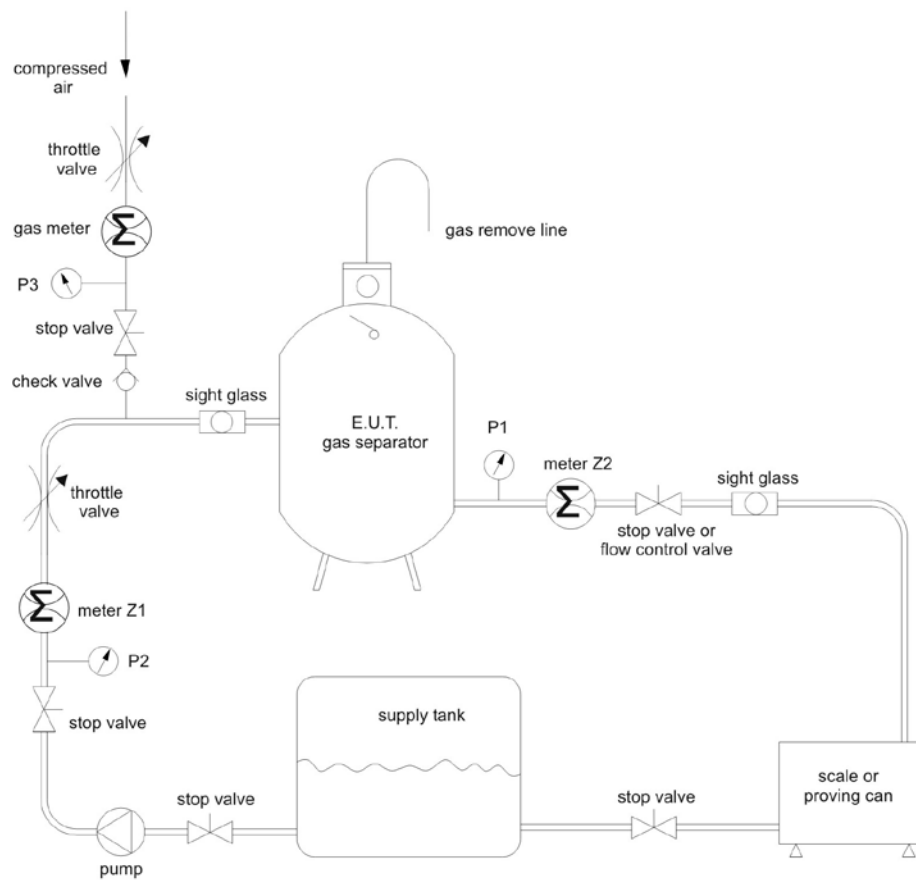 compressed
air
throttle
valve
gas meter
Σ
gas remove line
P3
stop valve
check valve
sight glass
E.U.T.
gas separator
P1
meter Z2
sight glass
Σ
throttle
valve
stop valve or
flow control valve
Σ
meter Z1
P2
supply tank
stop valve
scale or
proving can
stop valve
stop valve
pump